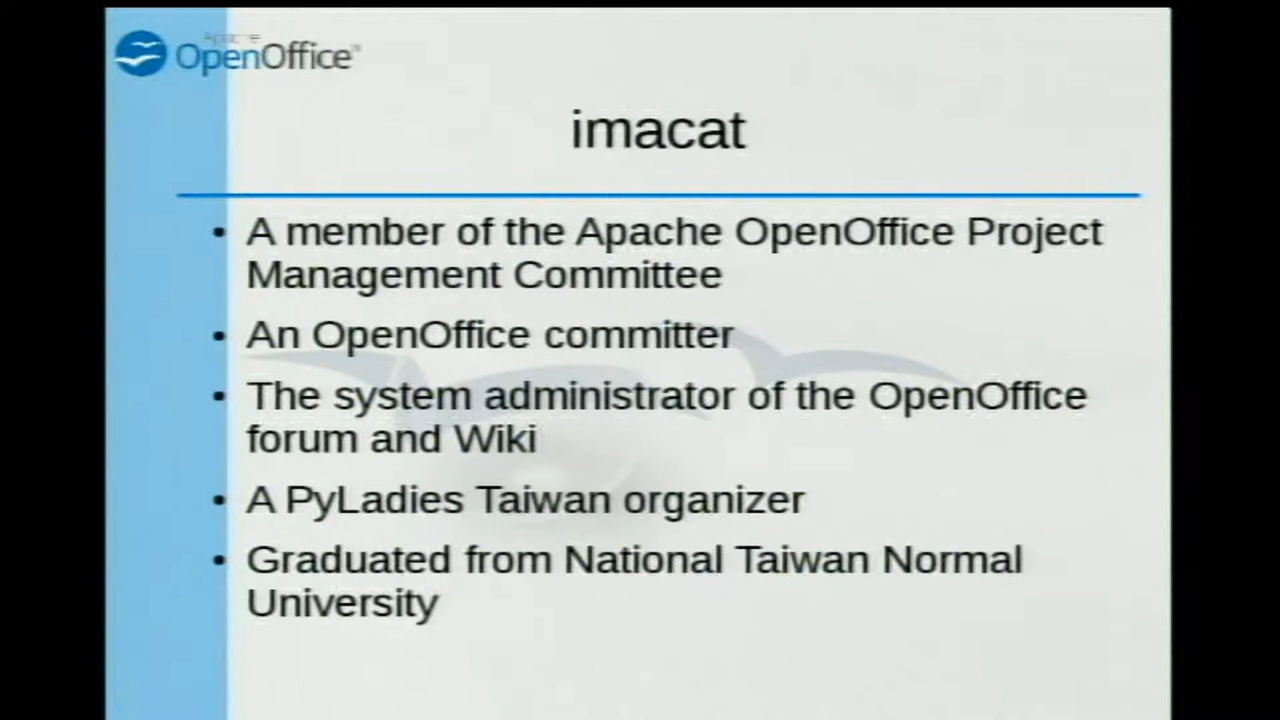 Apache
OpenOffice™
imacat
• A member of the Apache OpenOffice Project
Management Committee
• An OpenOffice committer
• The system administrator of the OpenOffice
forum and Wiki
• A PyLadies Taiwan organizer
• Graduated from National Taiwan Normal
University